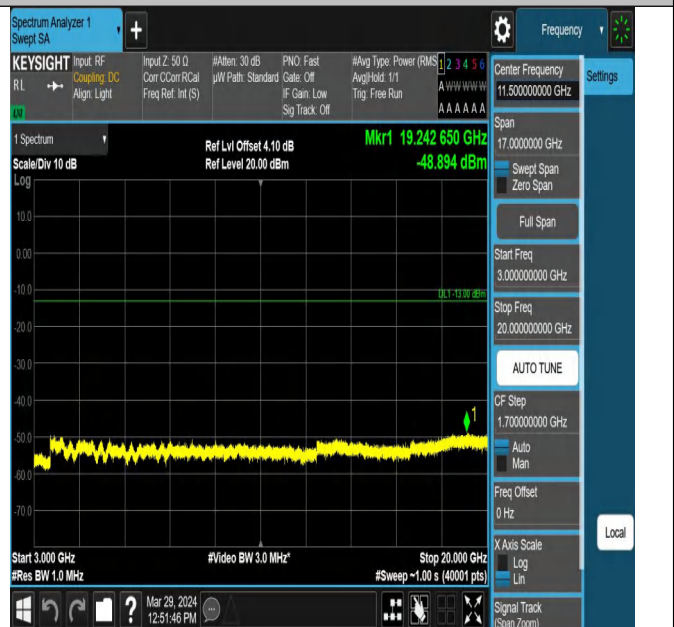 Spectrum Analyzer 1
Swept SA
Frequency
KEYSIGHT
RL
LXI
Input: RF
Coupling: DC
Align: Light
Input Z: 50 Ω
Corr CCorr RCal
Freq Ref: Int (S)
#Atten: 30 dB
µW Path: Standard
PNO: Fast
Gate: Off
IF Gain: Low
Sig Track: Off
#Avg Type: Power (RMS
Avg|Hold: 1/1
Trig: Free Run
1 2 3 4 5 6
A W W W W W
A A A A A A
1 Spectrum
Scale/Div 10 dB
Log
Ref Lvl Offset 4.10 dB
Ref Level 20.00 dBm
Mkr1 19.242 650 GHz
-48.894 dBm
10.0
0.00
-10.0
-20.0
-30.0
-40.0
-50.0
-60.0
-70.0
DL1 -13.00 dBm
1
Start 3.000 GHz
#Res BW 1.0 MHz
#Video BW 3.0 MHz*
Stop 20.000 GHz
#Sweep ~1.00 s (40001 pts)
Mar 29, 2024
12:51:46 PM
?
Center Frequency
11.500000000 GHz
Settings
Span
17.0000000 GHz
Swept Span
Zero Span
Full Span
Start Freq
3.000000000 GHz
Stop Freq
20.000000000 GHz
AUTO TUNE
CF Step
1.700000000 GHz
Auto
Man
Freq Offset
0 Hz
X Axis Scale
Log
Lin
Local
Signal Track
(Span Zoom)